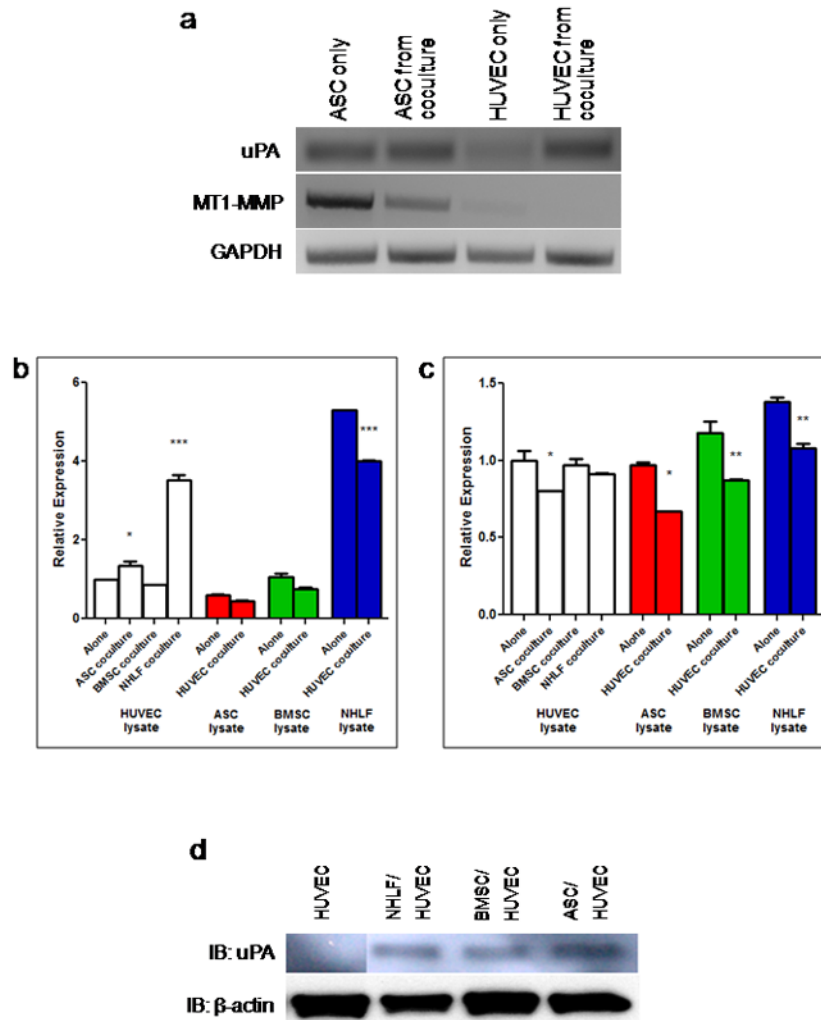 a
ASC only
ASC from
coculture
HUVEC only
HUVEC from
coculture
uPA
MT1-MMP
GAPDH
b
6
4
2
0
Relative Expression
*
***
***
Alone
ASC coculture
BMSC coculture
NHLF coculture
Alone
HUVEC coculture
Alone
HUVEC coculture
Alone
HUVEC coculture
HUVEC
lysate
ASC
lysate
BMSC
lysate
NHLF
lysate
c
1.5
1.0
0.5
0.0
Relative Expression
*
*
**
**
Alone
ASC coculture
BMSC coculture
NHLF coculture
Alone
HUVEC coculture
Alone
HUVEC coculture
Alone
HUVEC coculture
HUVEC
lysate
ASC
lysate
BMSC
lysate
NHLF
lysate
d
HUVEC
NHLF/
HUVEC
BMSC/
HUVEC
ASC/
HUVEC
IB: uPA
IB: β-actin